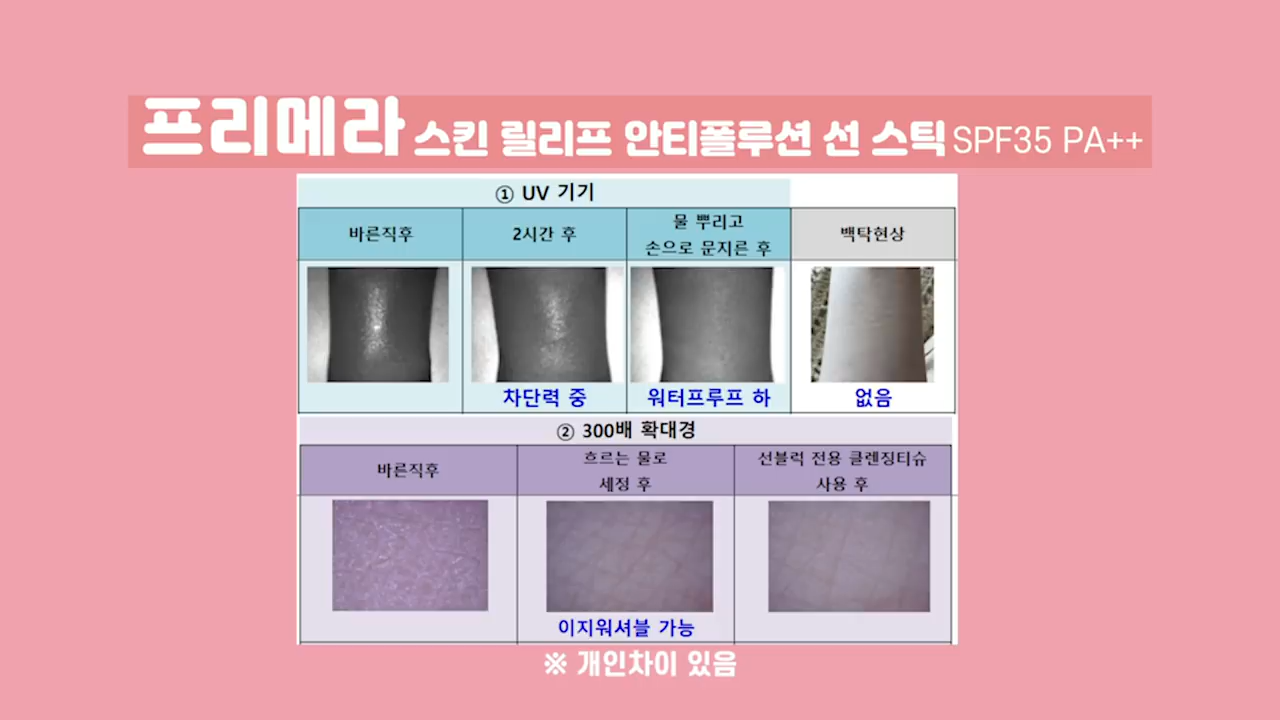 프리메라 스킨 릴리프 안티폴루션 선 스틱 SPF35 PA++
① UV 기기
바른직후
2시간 후
물 뿌리고
손으로 문지른 후
백탁현상
차단력 중
워터프루프 하
없음
② 300배 확대경
바른직후
흐르는 물로
세정 후
선블럭 전용 클렌징티슈
사용 후
이지워셔블 가능
※ 개인차이 있음